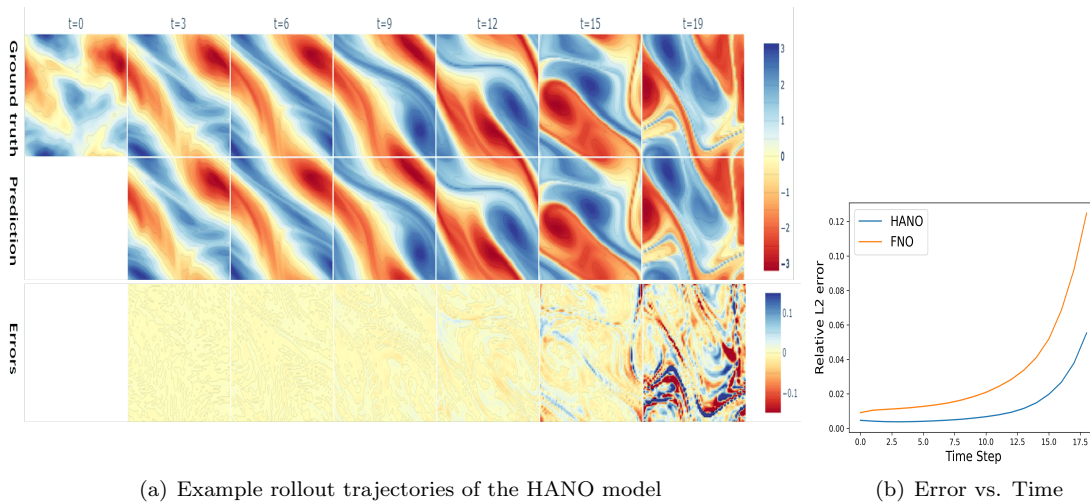 t=0 t=3 t=6 t=9 t=12 t=15 t=19
Ground truth
3
2
1
0
−1
−2
−3
Prediction
Errors
0.1
0
−0.1
0.12
0.10
0.08
0.06
0.04
0.02
0.00
Relative L2 error
HANO
FNO
0.0 2.5 5.0 7.5 10.0 12.5 15.0 17.5
Time Step
(a) Example rollout trajectories of the HANO model
(b) Error vs. Time